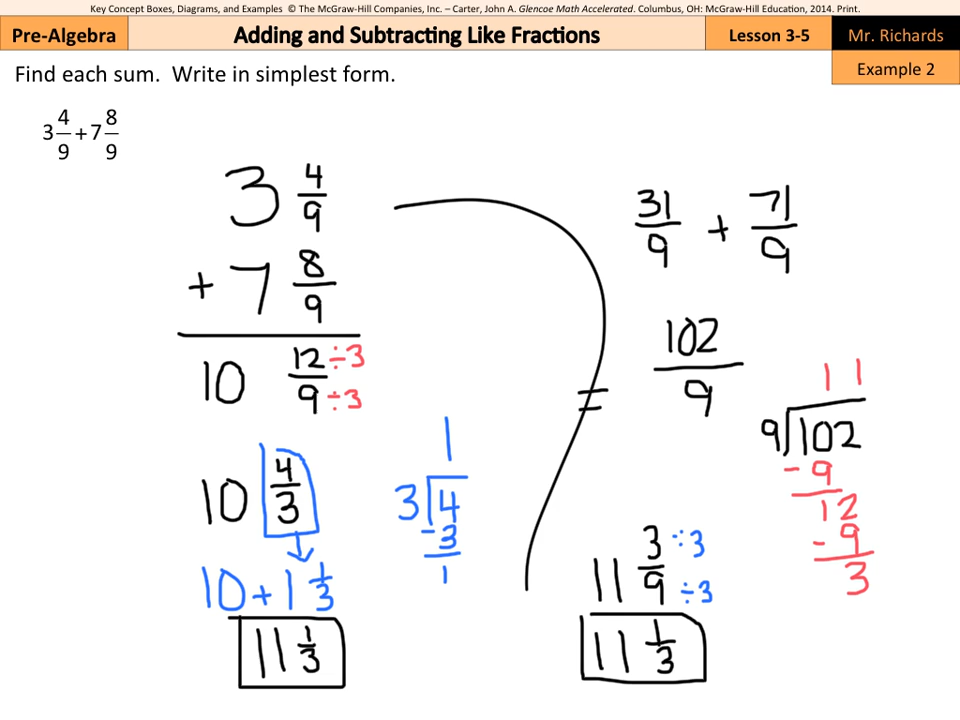 Key Concept Boxes, Diagrams, and Examples © The McGraw-Hill Companies, Inc. – Carter, John A. Glencoe Math Accelerated. Columbus, OH: McGraw-Hill Education, 2014. Print.
Pre-Algebra
Adding and Subtracting Like Fractions
Lesson 3-5
Mr. Richards
Example 2
Find each sum. Write in simplest form.
3 4/9 + 7 8/9
3 4/9
+ 7 8/9
10 12/9 ÷3 ÷3
10 4/3
10 + 1 1/3
11 1/3
1
3)4
-3
1
31/9 + 71/9
= 102/9
11
9)102
-9
12
-9
3
11 3/9 ÷3 ÷3
11 1/3